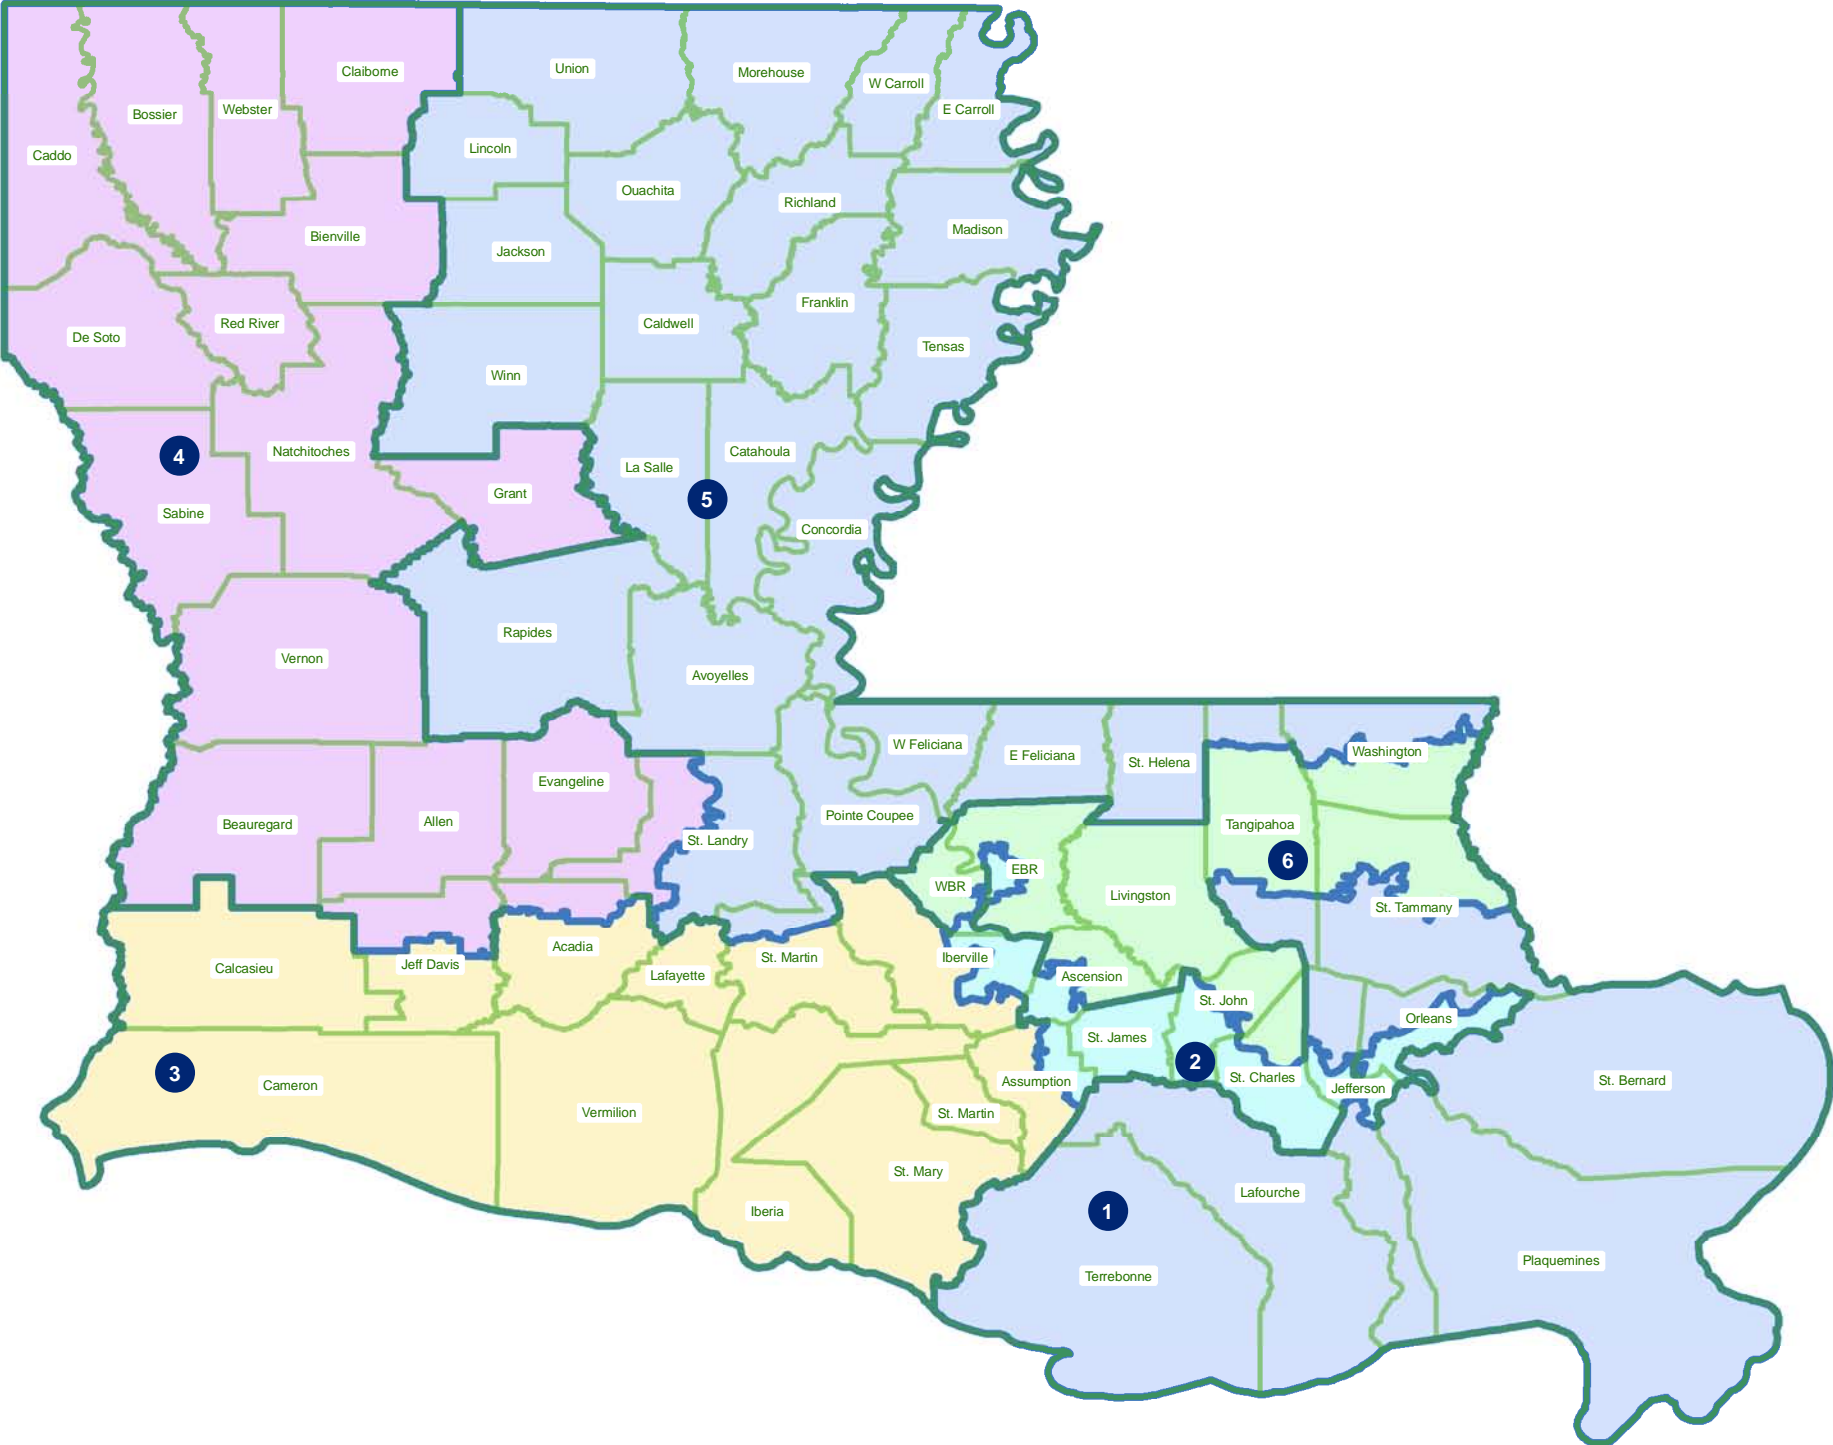 Union
Claiborne
Morehouse
W Carroll
E Carroll
Bossier
Webster
Caddo
Lincoln
Ouachita
Richland
Madison
Bienville
Jackson
Franklin
Red River
Caldwell
De Soto
Tensas
Winn
4
Natchitoches
Catahoula
La Salle
Grant
5
Sabine
Concordia
Rapides
Vernon
Avoyelles
W Feliciana
E Feliciana
St. Helena
Washington
Evangeline
Pointe Coupee
Beauregard
Allen
Tangipahoa
St. Landry
6
EBR
WBR
Livingston
St. Tammany
Acadia
St. Martin
Iberville
Calcasieu
Jeff Davis
Lafayette
Ascension
St. John
Orleans
St. James
2
3
Cameron
Assumption
St. Charles
Jefferson
St. Bernard
Vermilion
St. Martin
St. Mary
Lafourche
Iberia
1
Plaquemines
Terrebonne